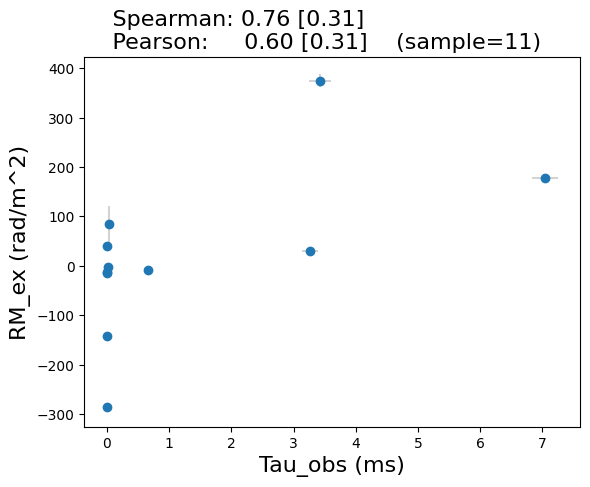 Spearman: 0.76 [0.31]
Pearson: 0.60 [0.31] (sample=11)
400
300
200
100
0
−100
−200
−300
RM_ex (rad/m^2)
0 1 2 3 4 5 6 7
Tau_obs (ms)